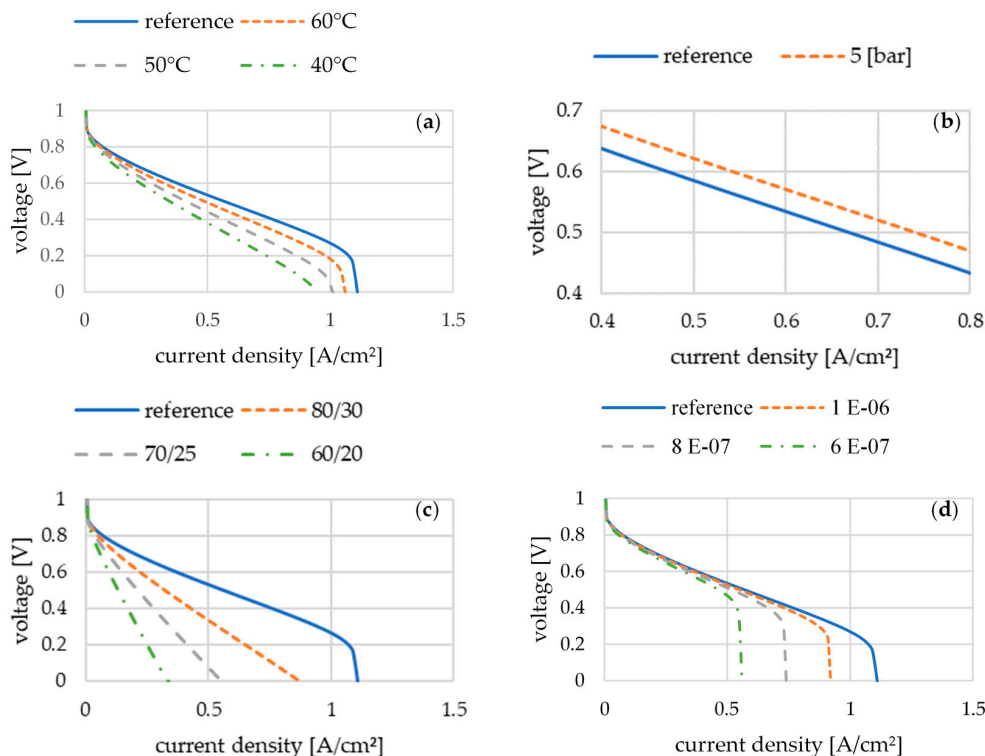 reference 60°C
50°C 40°C
(a)
voltage [V]
1
0.8
0.6
0.4
0.2
0
0 0.5 1 1.5
current density [A/cm²]
reference 5 [bar]
(b)
voltage [V]
0.7
0.6
0.5
0.4
0.4 0.5 0.6 0.7 0.8
current density [A/cm²]
reference 80/30
70/25 60/20
(c)
voltage [V]
1
0.8
0.6
0.4
0.2
0
0 0.5 1 1.5
current density [A/cm²]
reference 1 E-06
8 E-07 6 E-07
(d)
voltage [V]
1
0.8
0.6
0.4
0.2
0
0 0.5 1 1.5
current density [A/cm²]